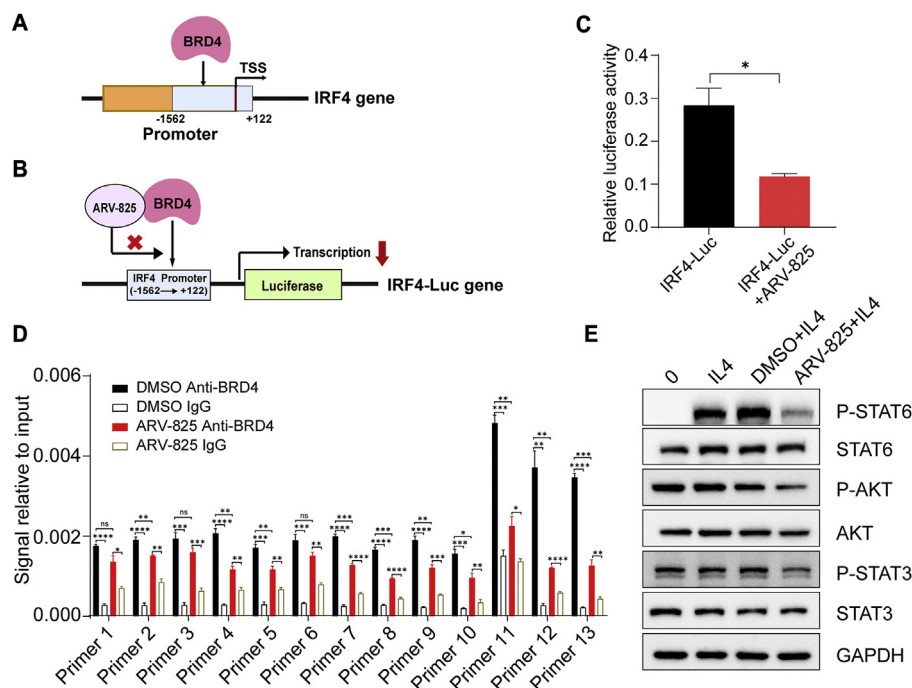 A
BRD4
TSS
IRF4 gene
-1562
+122
Promoter
B
ARV-825
BRD4
Transcription
IRF4 Promoter
(-1562→ +122)
Luciferase
IRF4-Luc gene
C
Relative luciferase activity
0.4
0.3
0.2
0.1
0.0
*
IRF4-Luc
IRF4-Luc
+ARV-825
D
Signal relative to input
0.006
0.004
0.002
0.000
DMSO Anti-BRD4
DMSO IgG
ARV-825 Anti-BRD4
ARV-825 IgG
ns
**** *
**
**** **
ns
*** ***
**
**** **
**
*** **
ns
*** **
***
**** ****
***
*** ****
**
**** ***
*
*** **
**
*** *
**
** ****
***
**** **
Primer 1
Primer 2
Primer 3
Primer 4
Primer 5
Primer 6
Primer 7
Primer 8
Primer 9
Primer 10
Primer 11
Primer 12
Primer 13
E
0
IL4
DMSO+IL4
ARV-825+IL4
P-STAT6
STAT6
P-AKT
AKT
P-STAT3
STAT3
GAPDH